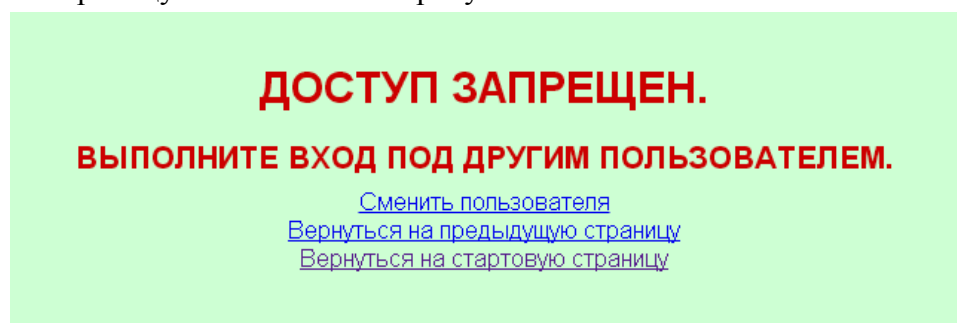 ДОСТУП ЗАПРЕЩЕН.
ВЫПОЛНИТЕ ВХОД ПОД ДРУГИМ ПОЛЬЗОВАТЕЛЕМ.
Сменить пользователя
Вернуться на предыдущую страницу
Вернуться на стартовую страницу